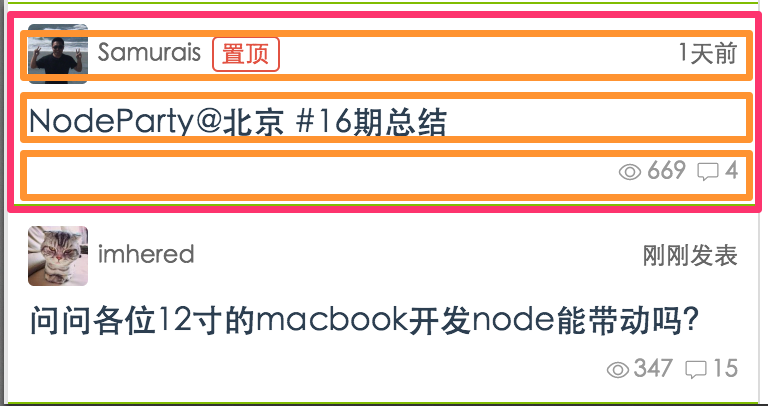 Samurais 置顶 1天前
NodeParty@北京 #16期总结
669 4
imhered 刚刚发表
问问各位12寸的macbook开发node能带动吗?
347 15